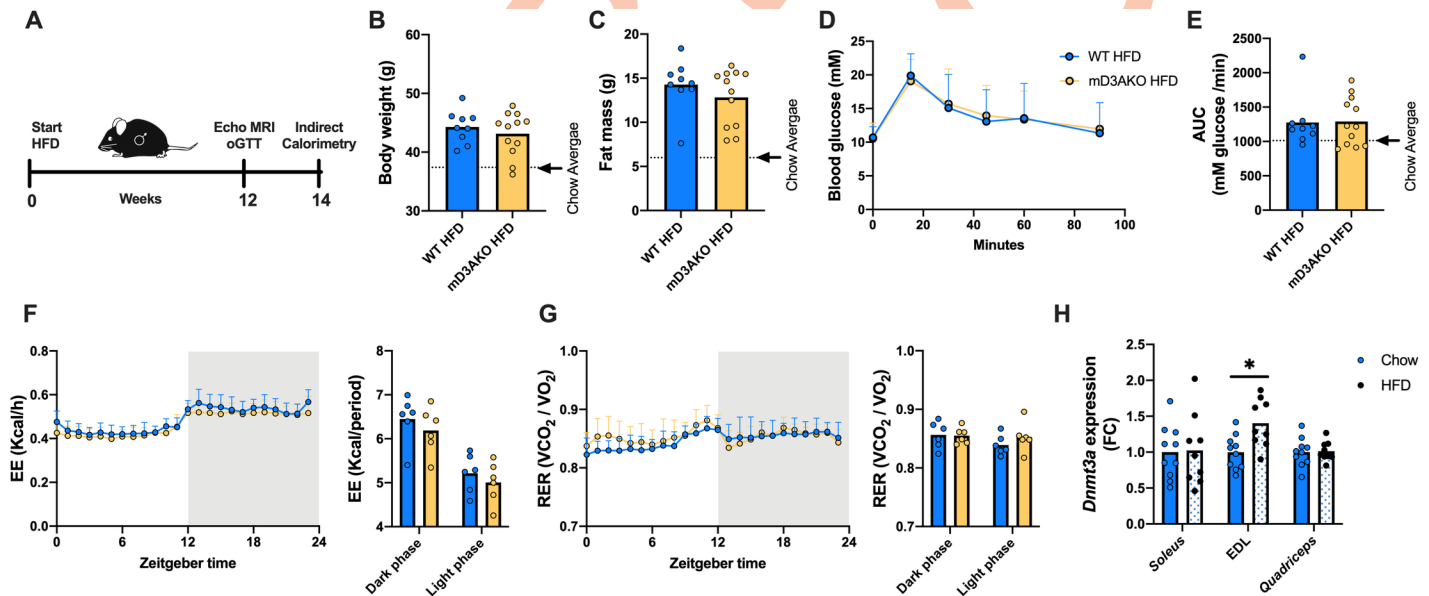 A
Start
HFD
Echo MRI
oGTT
Indirect
Calorimetry
0
Weeks
12
14
B
Body weight (g)
60
50
40
30
WT HFD
mD3AKO HFD
Chow Avergae
C
Fat mass (g)
20
15
10
5
0
WT HFD
mD3AKO HFD
Chow Avergae
D
Blood glucose (mM)
25
20
15
10
5
0
0
20
40
60
80
100
Minutes
WT HFD
mD3AKO HFD
E
AUC
(mM glucose /min)
2500
2000
1500
1000
500
0
WT HFD
mD3AKO HFD
Chow Avergae
F
EE (Kcal/h)
0.8
0.6
0.4
0.2
0.0
0
6
12
18
24
Zeitgeber time
EE (Kcal/period)
8
7
6
5
4
Dark phase
Light phase
G
RER (VCO2 / VO2)
1.0
0.9
0.8
0.7
0
6
12
18
24
Zeitgeber time
RER (VCO2 / VO2)
1.0
0.9
0.8
0.7
Dark phase
Light phase
H
Dnmt3a expression
(FC)
2.5
2.0
1.5
1.0
0.5
0.0
*
Soleus
EDL
Quadriceps
Chow
HFD